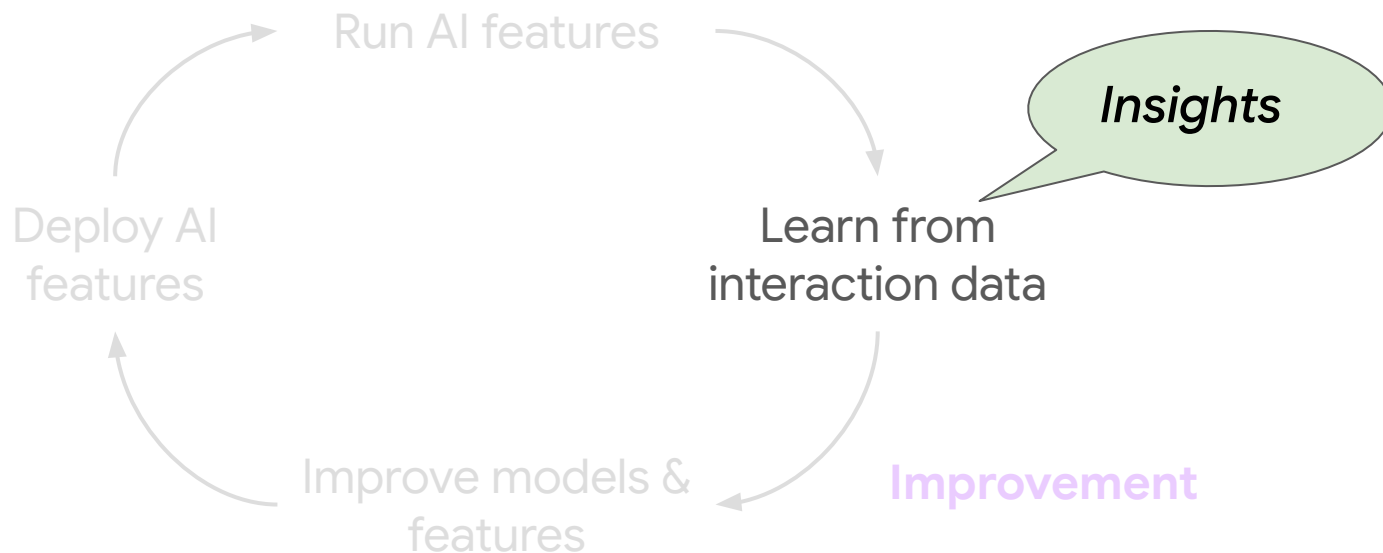 Run AI features
Insights
Deploy AI
features
Learn from
interaction data
Improve models &
features
Improvement